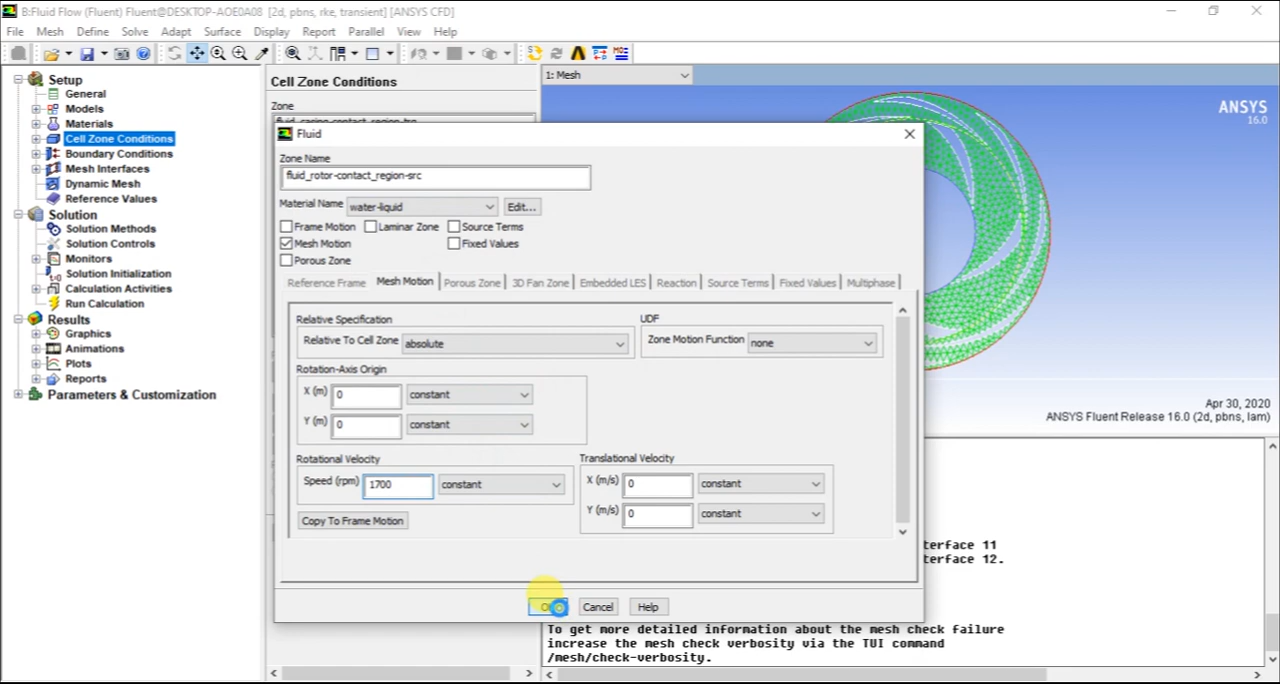 B:Fluid Flow (Fluent) Fluent@DESKTOP-AOE0A08 [2d, pbns, rke, transient] [ANSYS CFD]
File Mesh Define Solve Adapt Surface Display Report Parallel View Help
Setup
General
Models
Materials
Cell Zone Conditions
Boundary Conditions
Mesh Interfaces
Dynamic Mesh
Reference Values
Solution
Solution Methods
Solution Controls
Monitors
Solution Initialization
Calculation Activities
Run Calculation
Results
Graphics
Animations
Plots
Reports
Parameters & Customization
Cell Zone Conditions
Zone
1: Mesh
ANSYS
16.0
Fluid
Zone Name
fluid_rotor-contact_region-src
Material Name water-liquid Edit...
Frame Motion Laminar Zone Source Terms
Mesh Motion Fixed Values
Porous Zone
Reference Frame Mesh Motion Porous Zone 3D Fan Zone Embedded LES Reaction Source Terms Fixed Values Multiphase
Relative Specification UDF
Relative To Cell Zone absolute Zone Motion Function none
Rotation-Axis Origin
X (m) 0 constant
Y (m) 0 constant
Rotational Velocity Translational Velocity
Speed (rpm) 1700 constant X (m/s) 0 constant
Copy To Frame Motion Y (m/s) 0 constant
Cancel Help
Apr 30, 2020
ANSYS Fluent Release 16.0 (2d, pbns, lam)
terface 11
terface 12.
To get more detailed information about the mesh check failure
increase the mesh check verbosity via the TUI command
/mesh/check-verbosity.